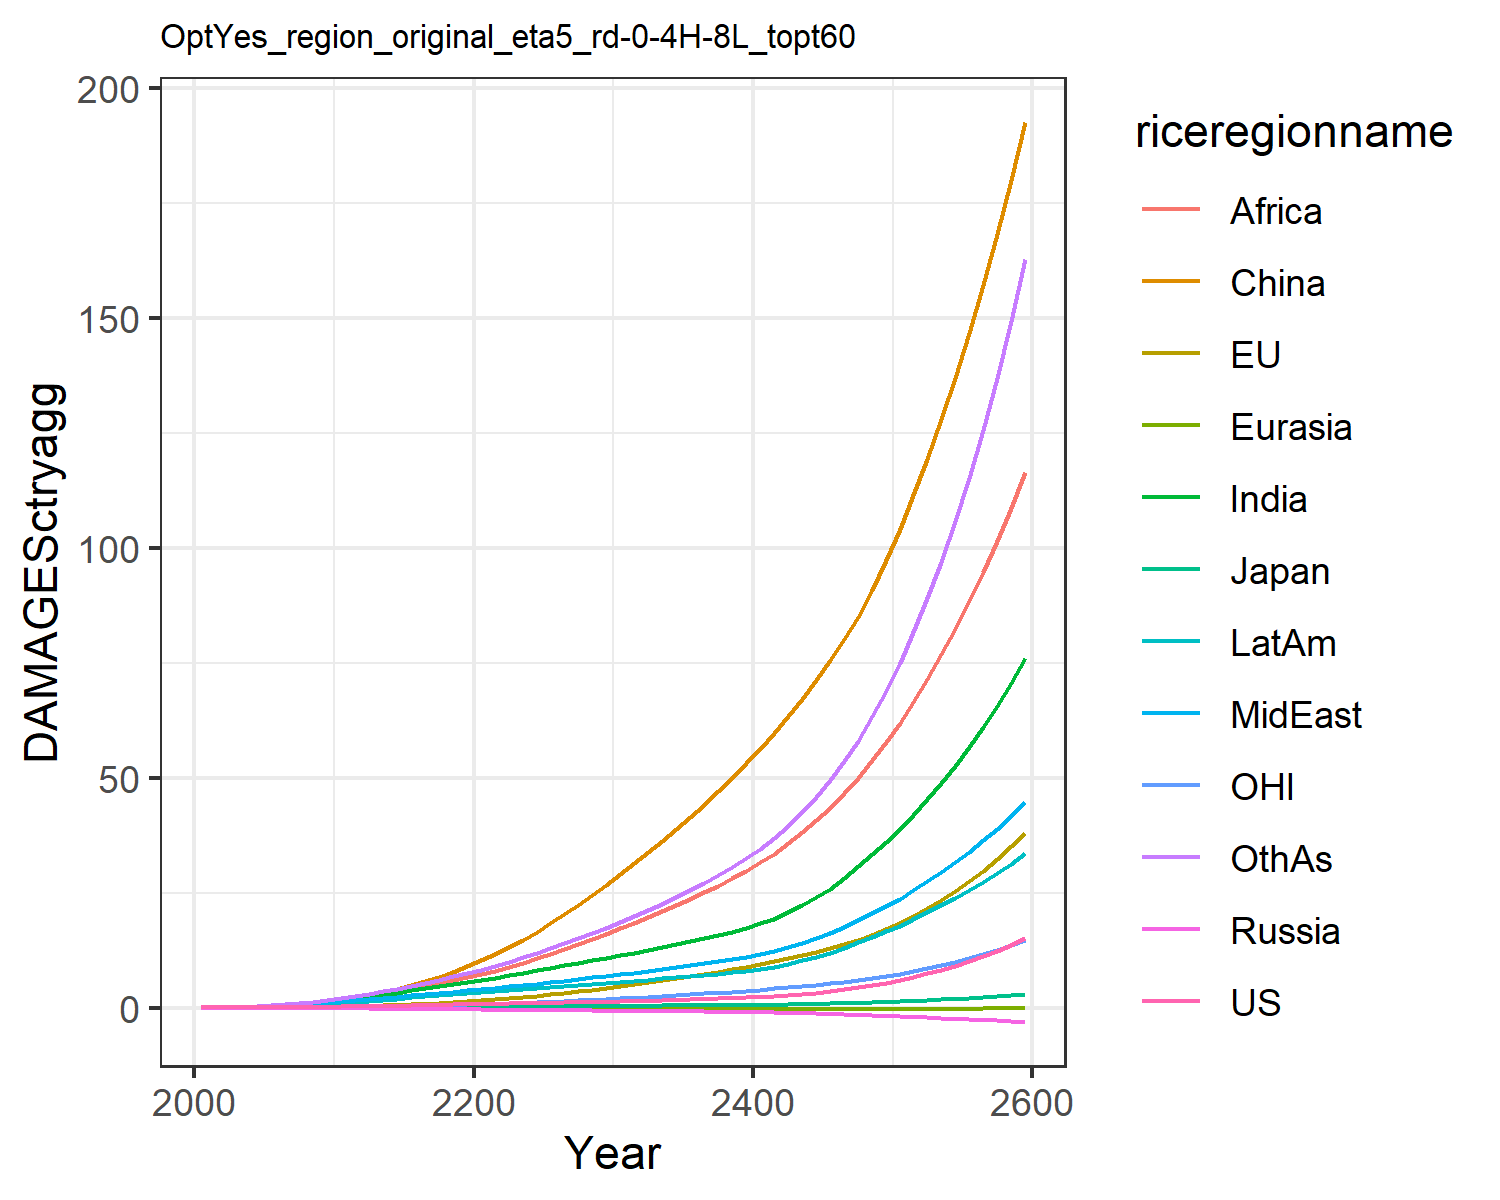 OptYes_region_original_eta5_rd-0-4H-8L_topt60
200
150
100
50
0
DAMAGESctryagg
2000
2200
2400
2600
Year
riceregionname
Africa
China
EU
Eurasia
India
Japan
LatAm
MidEast
OHI
OthAs
Russia
US